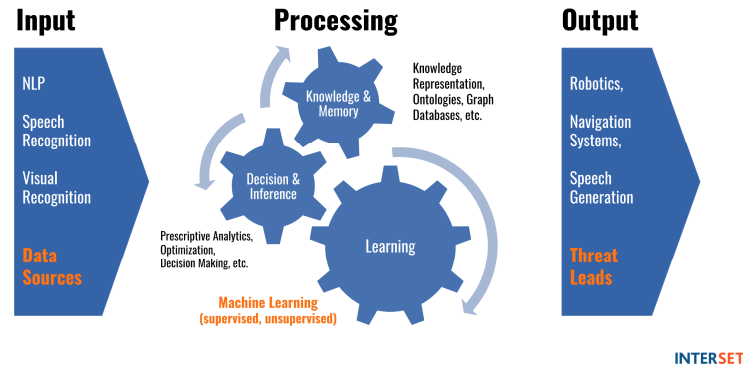 Input
Processing
Output
NLP
Speech
Recognition
Visual
Recognition
Data
Sources
Knowledge &
Memory
Knowledge
Representation,
Ontologies, Graph
Databases, etc.
Decision &
Inference
Prescriptive Analytics,
Optimization,
Decision Making, etc.
Learning
Machine Learning
(supervised, unsupervised)
Robotics,
Navigation
Systems,
Speech
Generation
Threat
Leads
INTERSET